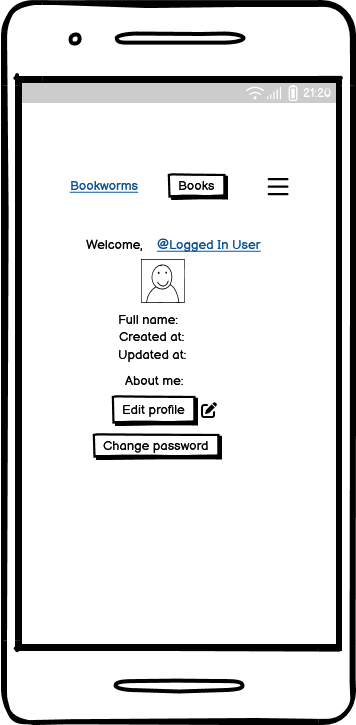 21:20
Bookworms Books
Welcome, @Logged In User
Full name:
Created at:
Updated at:
About me:
Edit profile
Change password